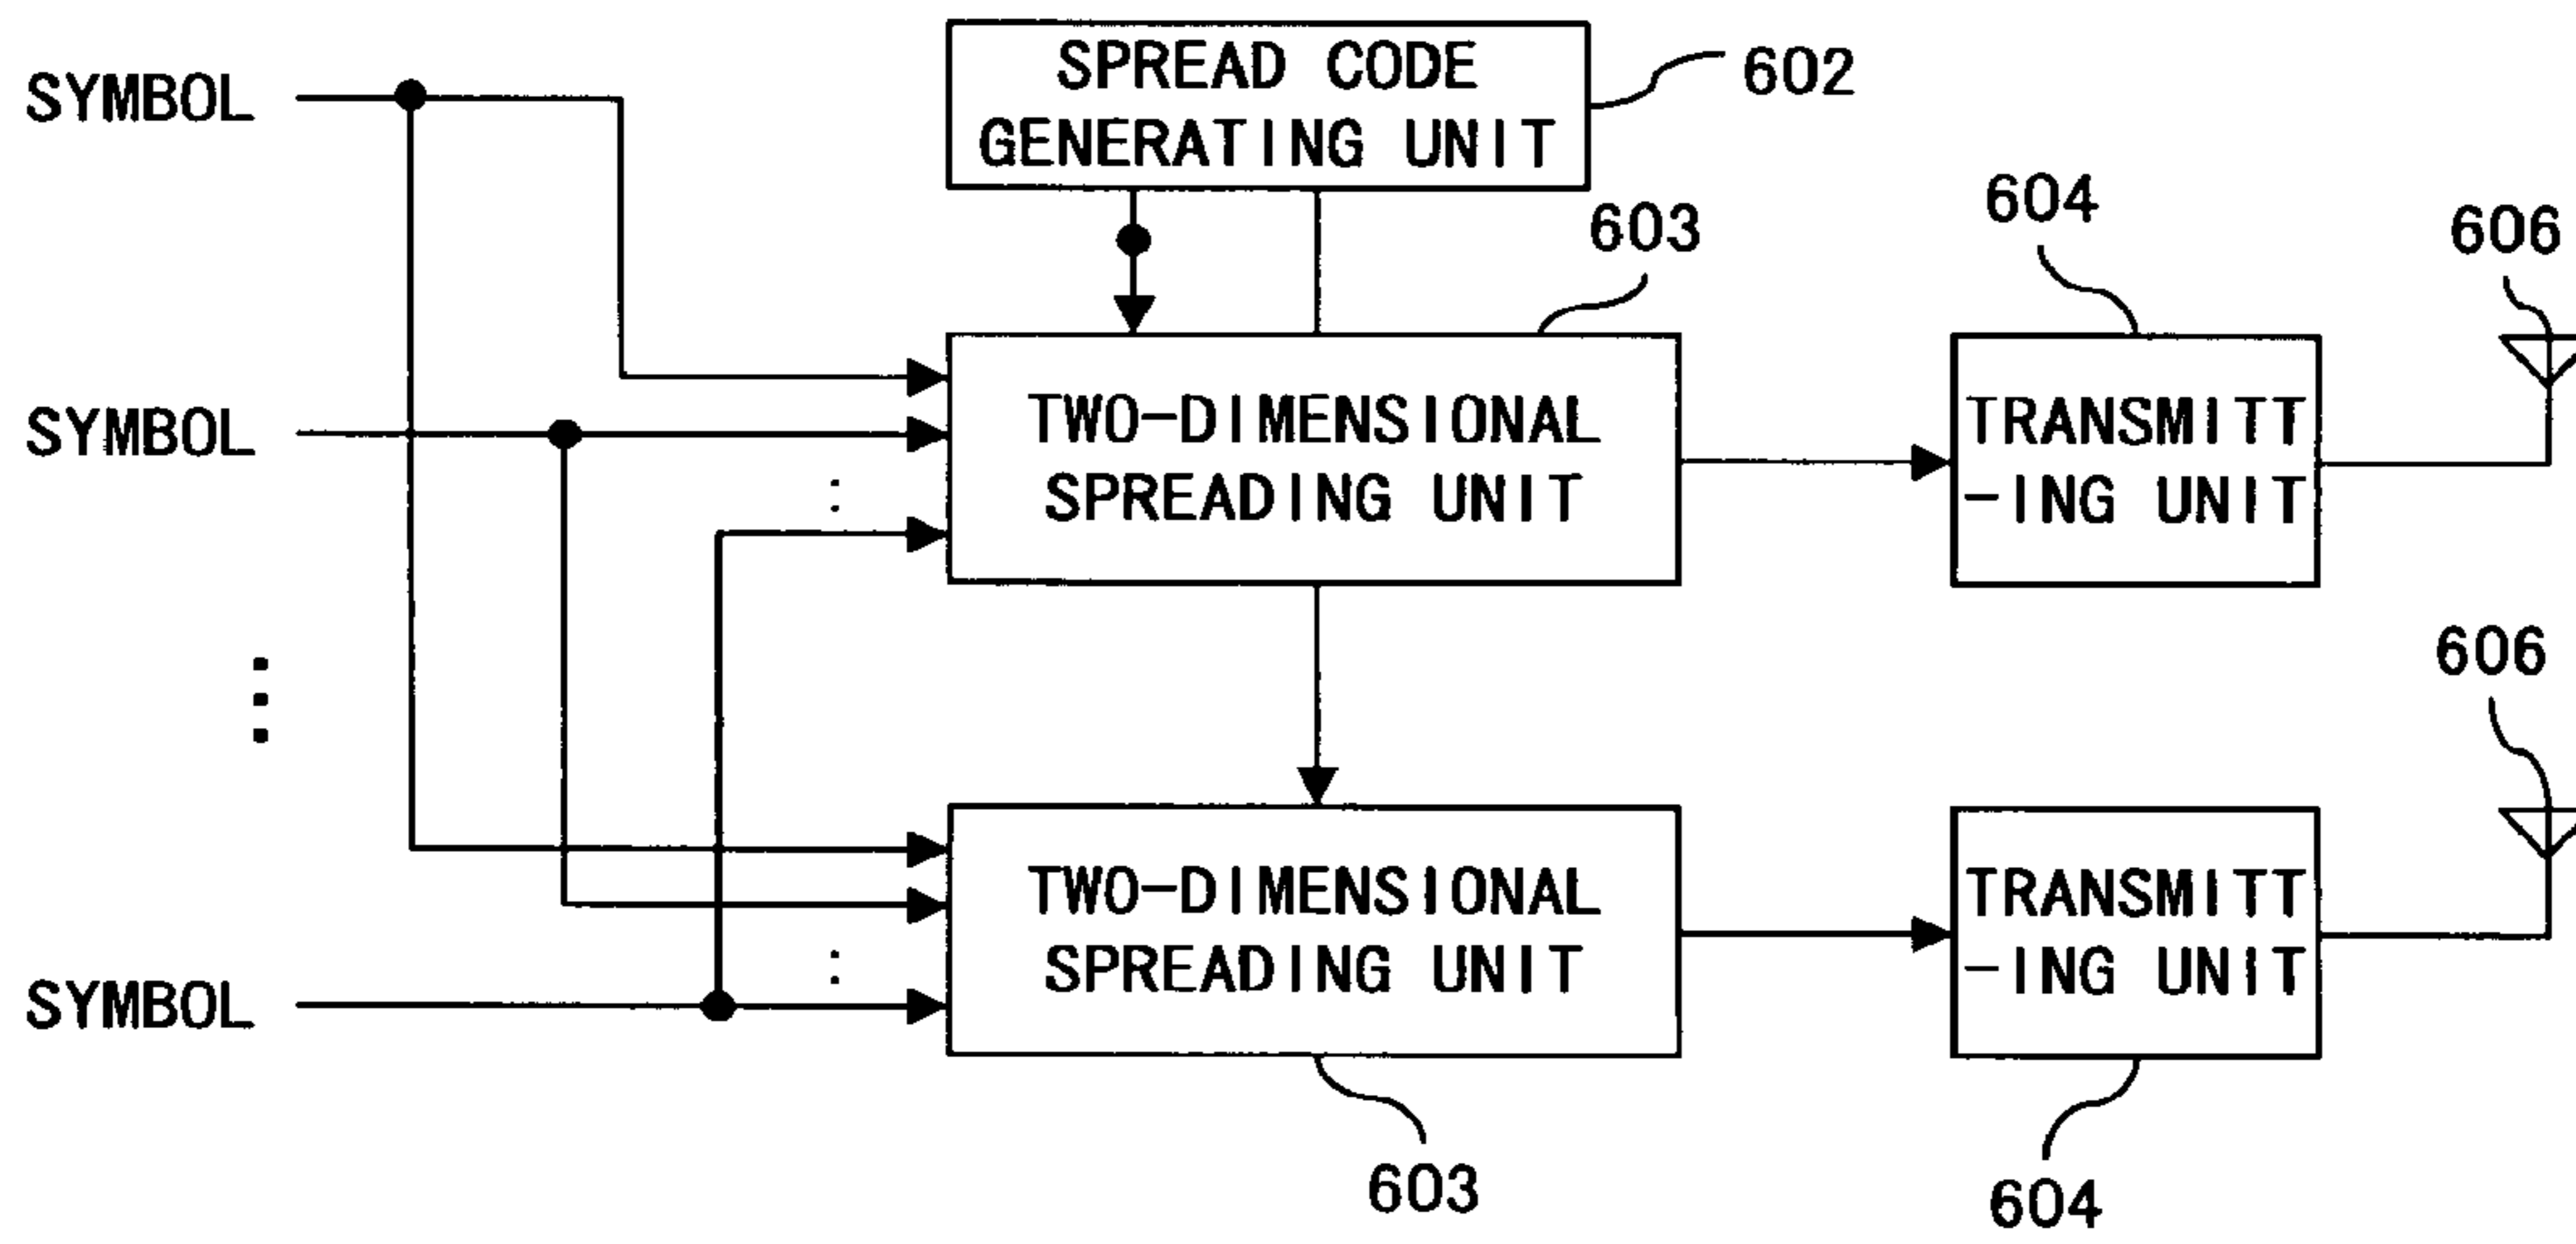 SYMBOL
SPREAD CODE
GENERATING UNIT
602
603
604
606
SYMBOL
TWO-DIMENSIONAL
SPREADING UNIT
TRANSMITT
-ING UNIT
606
TWO-DIMENSIONAL
SPREADING UNIT
TRANSMITT
-ING UNIT
SYMBOL
603
604